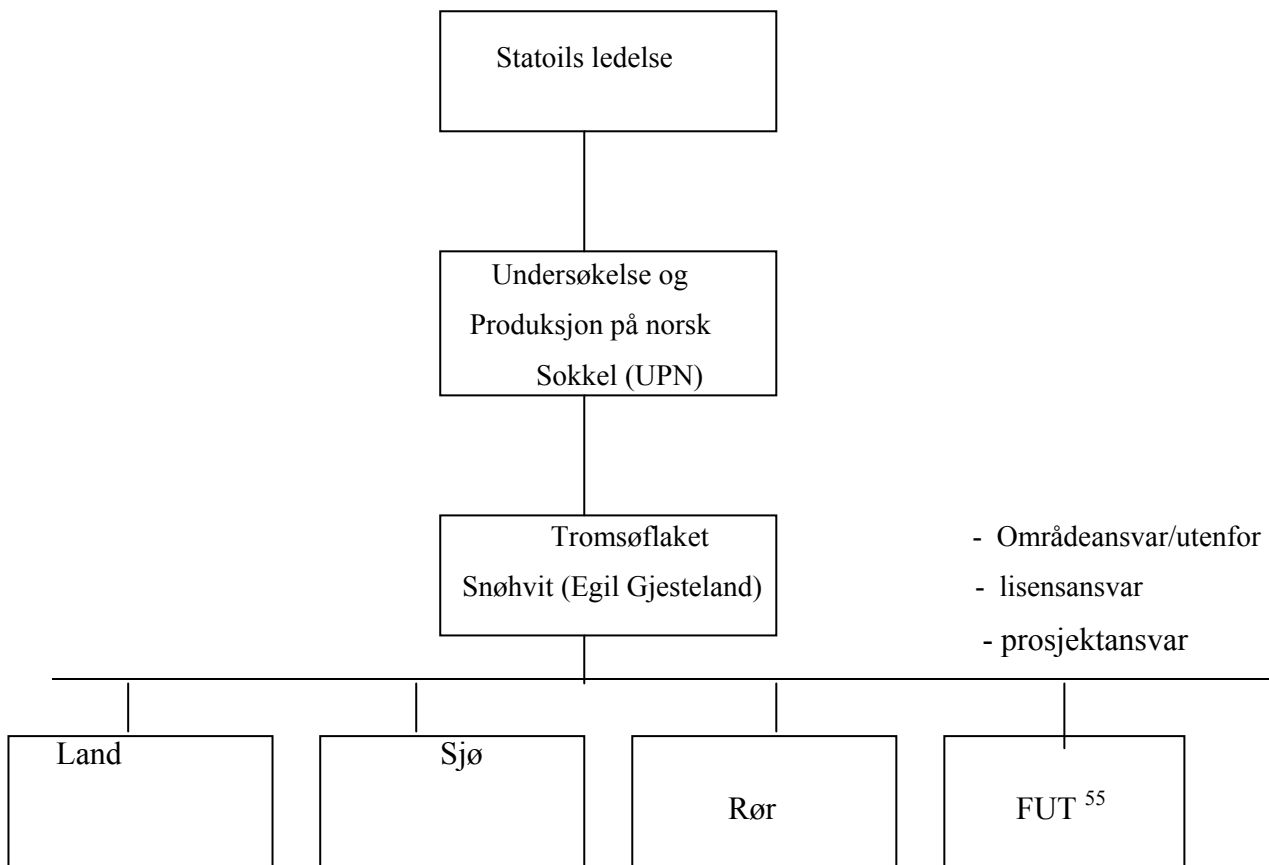 Statoils ledelse
Undersøkelse og
Produksjon på norsk
Sokkel (UPN)
Tromsøflaket
Snøhvit (Egil Gjesteland)
- Områdeansvar/utenfor
- lisensansvar
- prosjektansvar
Land
Sjø
Rør
FUT 55